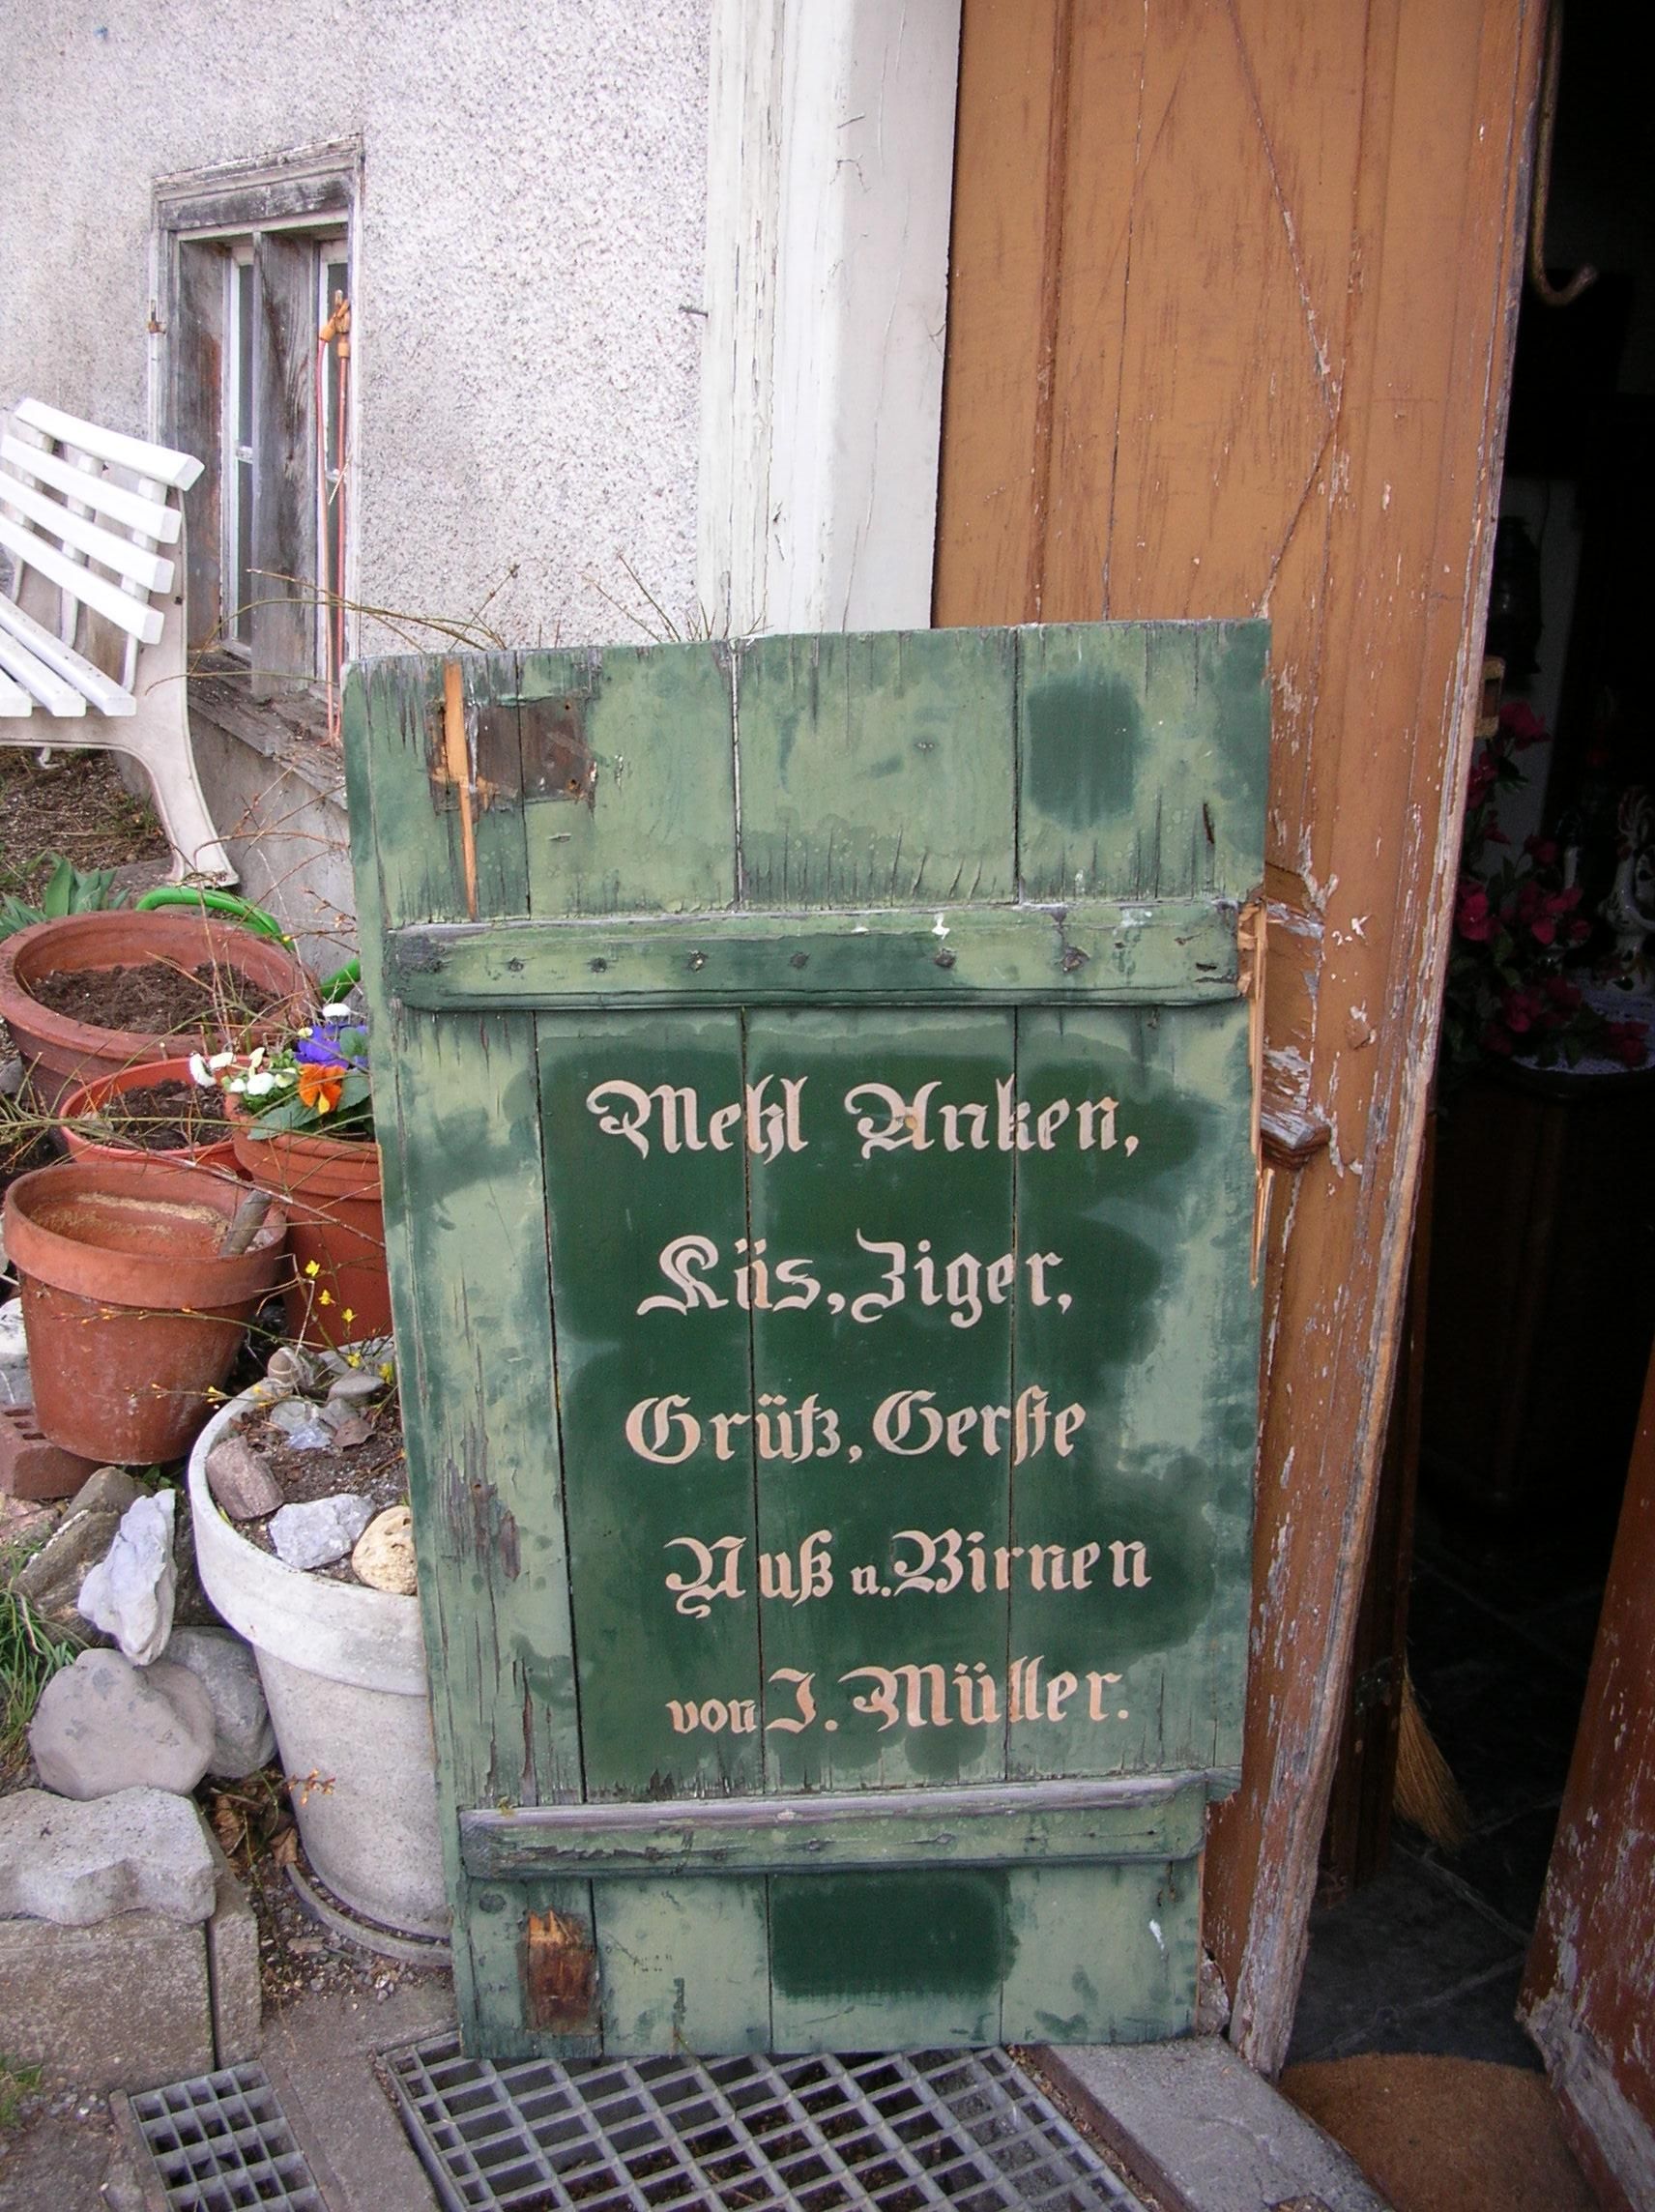 Mehl Anken,
Käs, Ziger,
Grütz, Gerste
Nuß u. Birnen
von J. Müller.